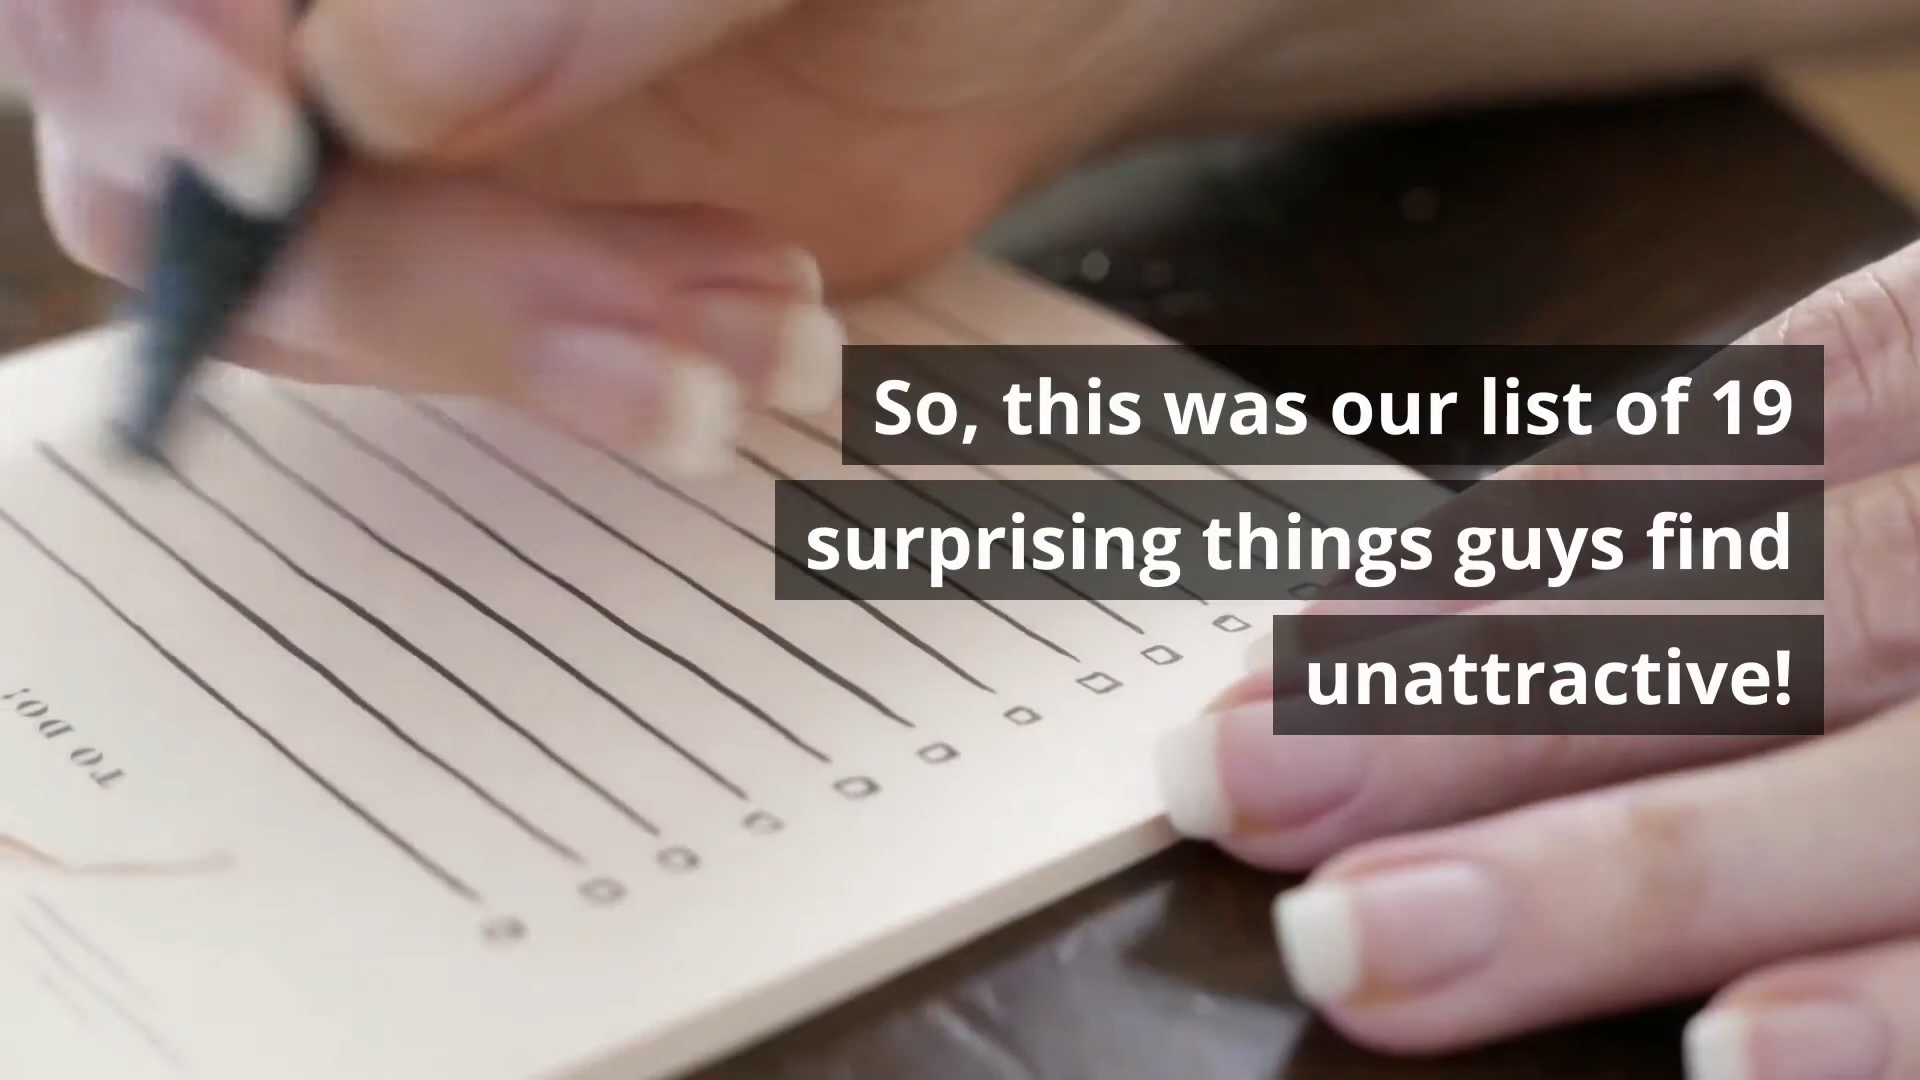 So, this was our list of 19
surprising things guys find
unattractive!
TO DO!